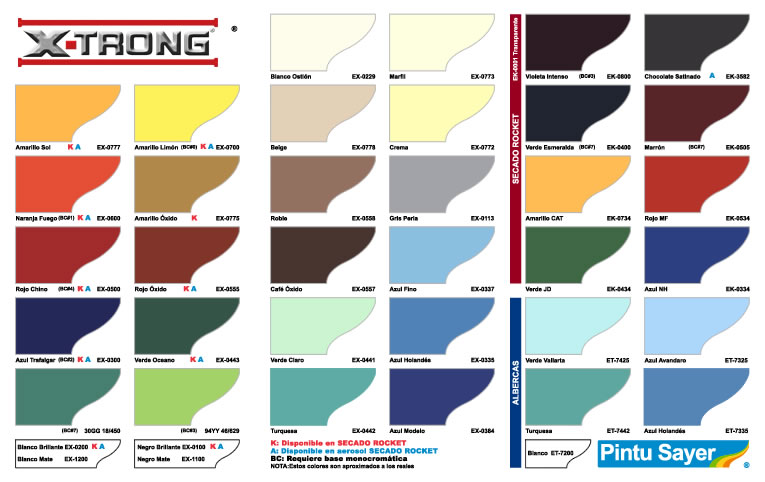 X-TRONG®
®
Amarillo Sol K A EX-0777
Amarillo Limón (BC#6) K A EX-0700
Naranja Fuego (BC#1) K A EX-0600
Amarillo Óxido K EX-0775
Rojo Chino (BC#4) K A EX-0500
Rojo Óxido K A EX-0555
Azul Trafalgar (BC#3) K A EX-0300
Verde Oceano K A EX-0443
(BC#7) 30GG 18/450
(BC#5) 94YY 46/629
Blanco Brillante EX-0200 K A
Blanco Mate EX-1200
Negro Brillante EX-0100 K A
Negro Mate EX-1100
Blanco Ostión EX-0229
Marfil EX-0773
Beige EX-0778
Crema EX-0772
Roble EX-0558
Gris Perla EX-0113
Café Óxido EX-0557
Azul Fino EX-0337
Verde Claro EX-0441
Azul Holandés EX-0335
Turquesa EX-0442
Azul Modelo EX-0384
K: Disponible en SECADO ROCKET
A: Disponible en aerosol SECADO ROCKET
BC: Requiere base monocromática
NOTA:Estos colores son aproximados a los reales
EK-0001 Transparente
SECADO ROCKET
Violeta Intenso (BC#3) EK-0800
Chocolate Satinado A EK-3582
Verde Esmeralda (BC#7) EK-0400
Marrón (BC#7) EK-0505
Amarillo CAT EK-0734
Rojo MF EK-0534
Verde JD EK-0434
Azul NH EK-0334
ALBERCAS
Verde Vallarta ET-7425
Azul Avandaro ET-7325
Turquesa ET-7442
Azul Holandés ET-7335
Blanco ET-7200
Pintu Sayer
®